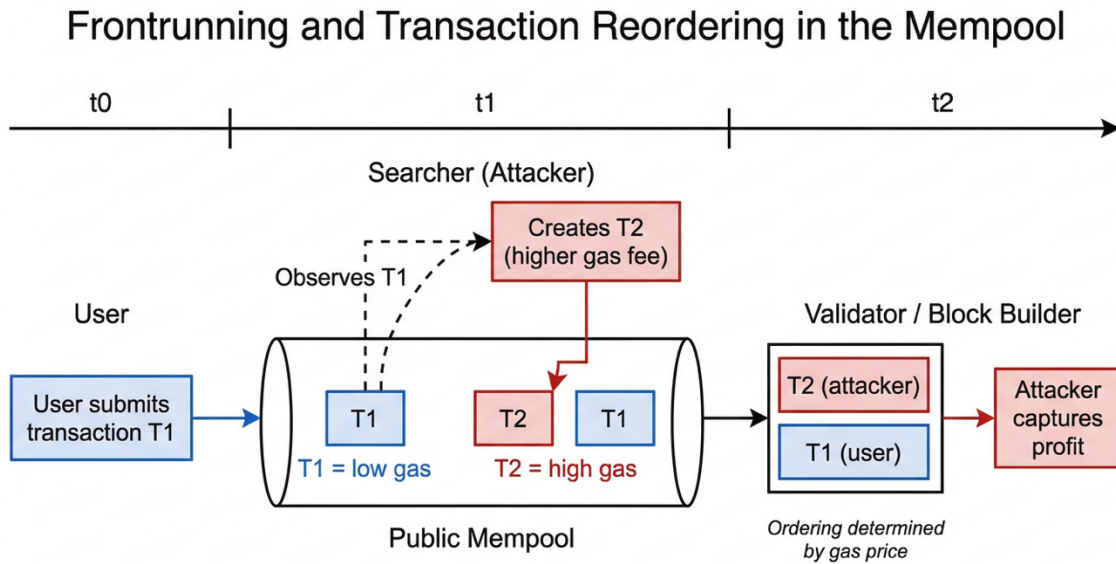 Frontrunning and Transaction Reordering in the Mempool
t0
t1
t2
Searcher (Attacker)
Creates T2
(higher gas fee)
Observes T1
User
Validator / Block Builder
User submits
transaction T1
T1
T2
T1
T1 = low gas
T2 = high gas
T2 (attacker)
T1 (user)
Attacker
captures
profit
Public Mempool
Ordering determined
by gas price